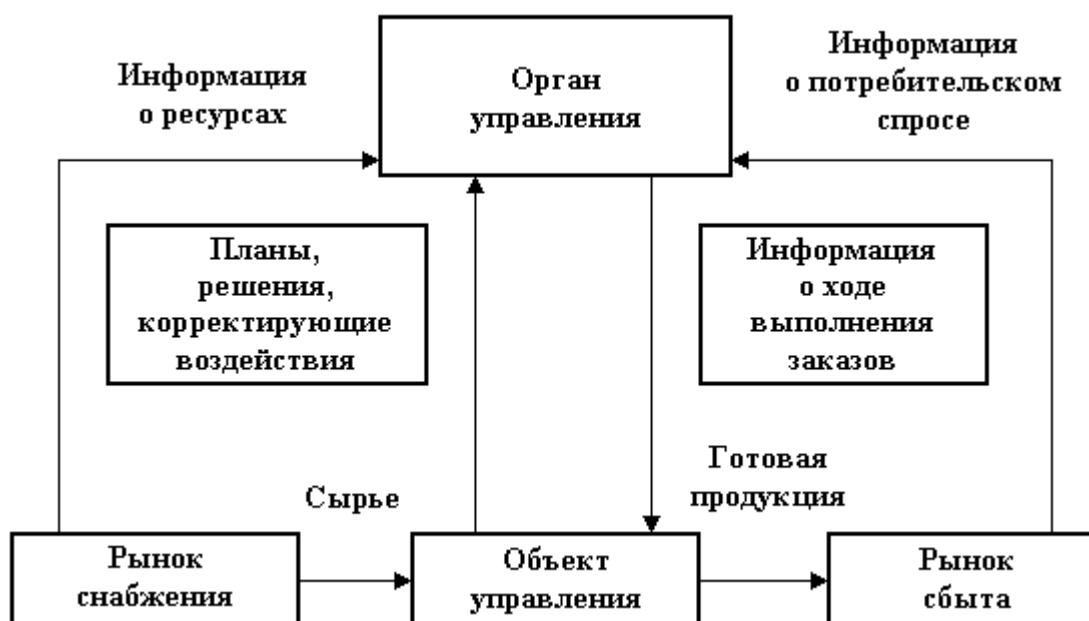 Информация
о ресурсах
Орган
управления
Информация
о потребительском
спросе
Планы,
решения,
корректирующие
воздействия
Информация
о ходе
выполнения
заказов
Сырье
Готовая
продукция
Рынок
снабжения
Объект
управления
Рынок
сбыта